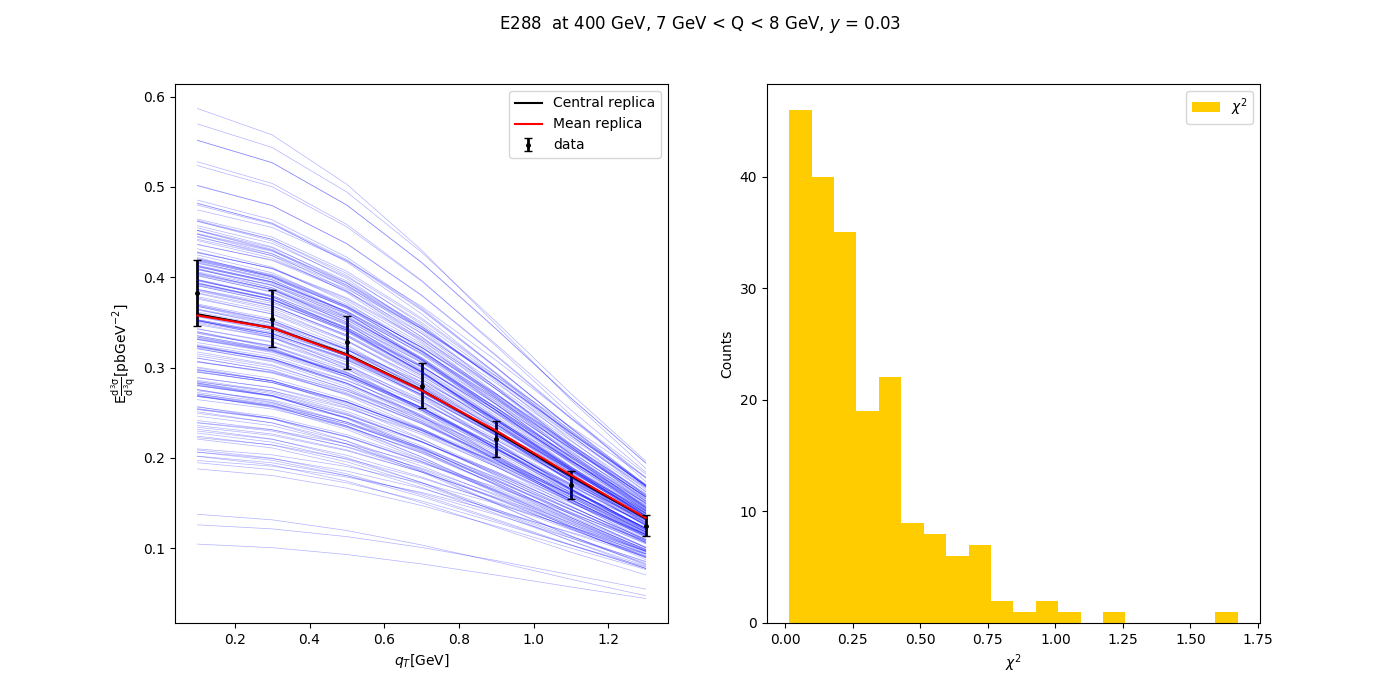 E288  at 400 GeV, 7 GeV < Q < 8 GeV, y = 0.03
0.6
0.5
0.4
0.3
0.2
0.1
E d³σ/d³q [pbGeV⁻²]
0.2 0.4 0.6 0.8 1.0 1.2
q_T[GeV]
Central replica
Mean replica
data
40
30
20
10
0
Counts
0.00 0.25 0.50 0.75 1.00 1.25 1.50 1.75
χ²
χ²